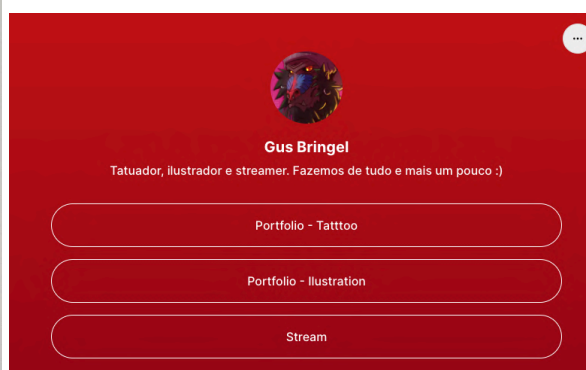 Gus Bringel
Tatuador, ilustrador e streamer. Fazemos de tudo e mais um pouco :)
Portfolio - Tatttoo
Portfolio - Ilustration
Stream